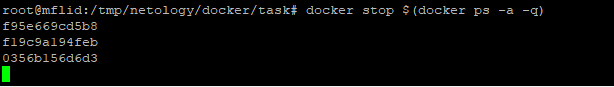 root@mflid:/tmp/netology/docker/task# docker stop $(docker ps -a -q)
f95e669cd5b8
f19c9a194feb
0356b156d6d3